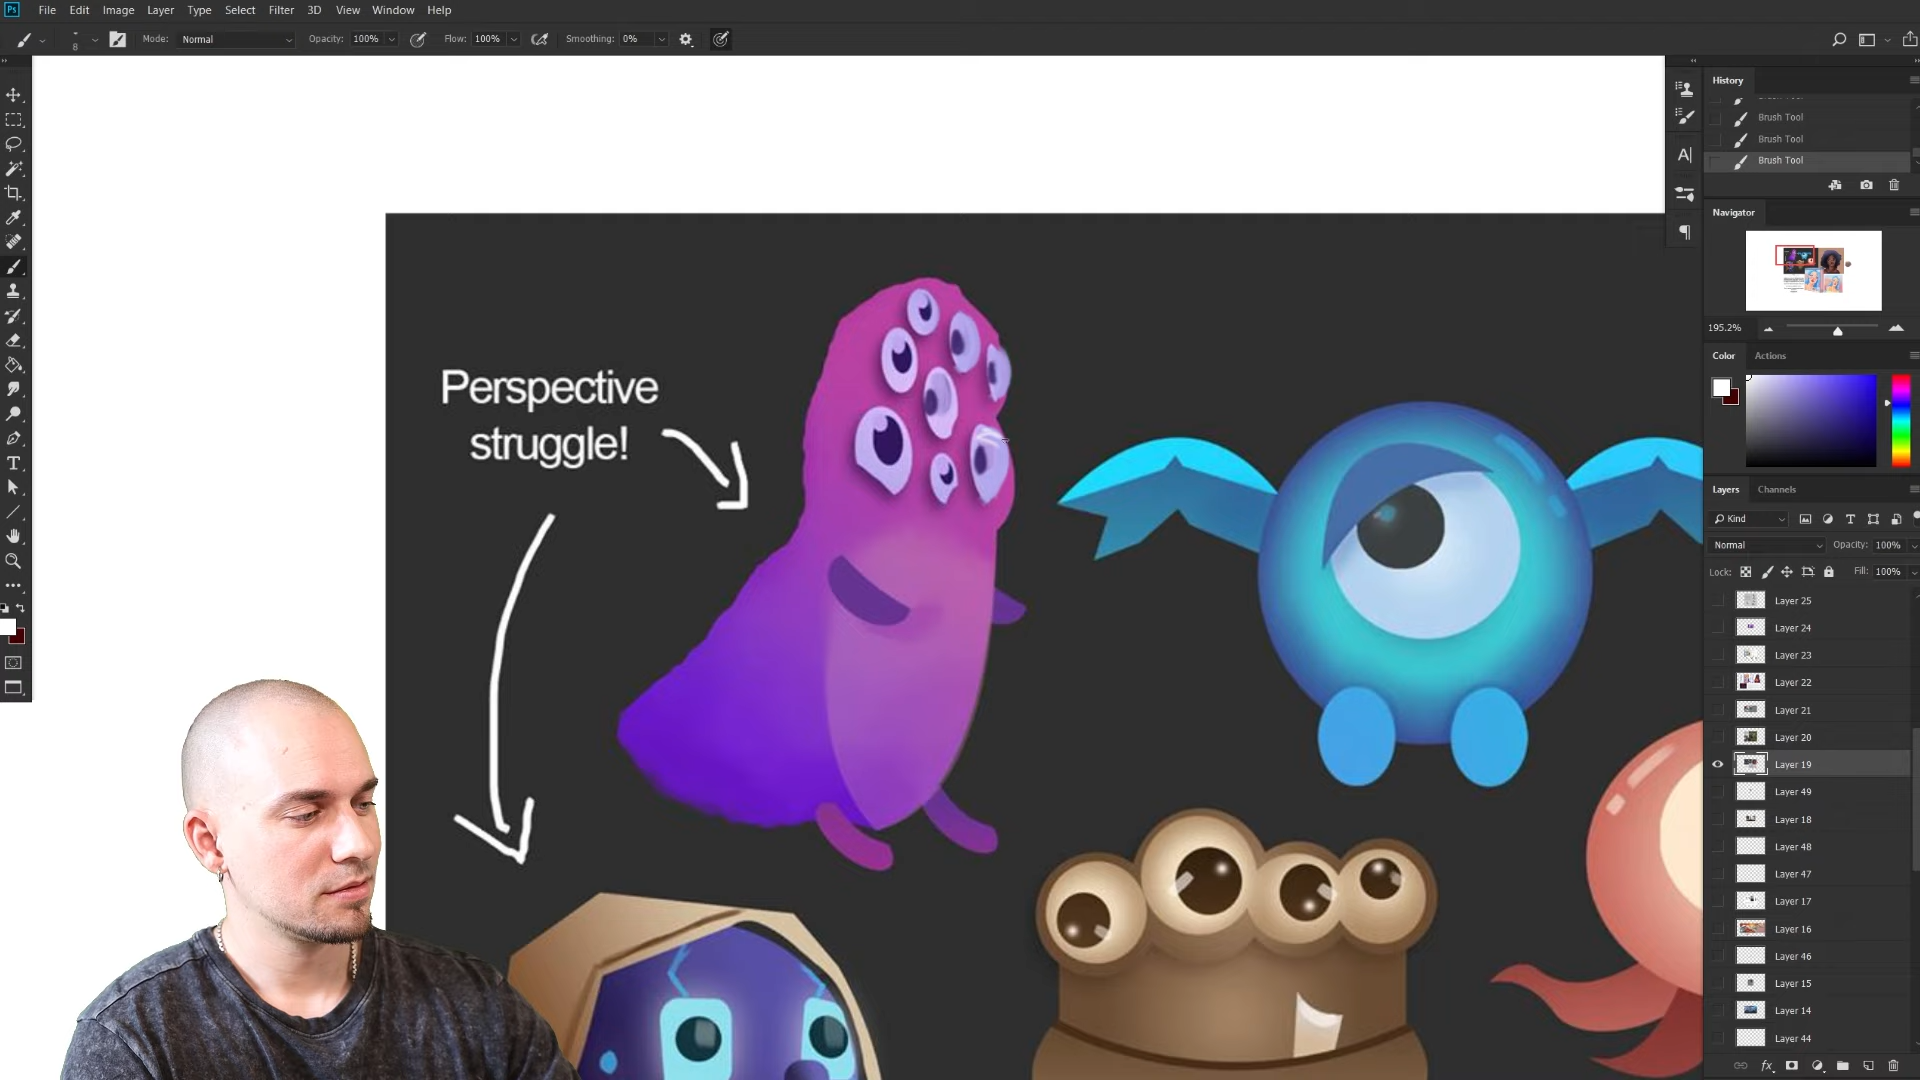 Ps File Edit Image Layer Type Select Filter 3D View Window Help
8 Mode: Normal Opacity: 100% Flow: 100% Smoothing: 0%
History
Brush Tool
Brush Tool
Brush Tool
Navigator
195.2%
Color Actions
Layers Channels
Kind
Normal Opacity: 100%
Lock: Fill: 100%
Layer 25
Layer 24
Layer 23
Layer 22
Layer 21
Layer 20
Layer 19
Layer 49
Layer 18
Layer 48
Layer 47
Layer 17
Layer 16
Layer 46
Layer 15
Layer 14
Layer 44
fx
Perspective
struggle!